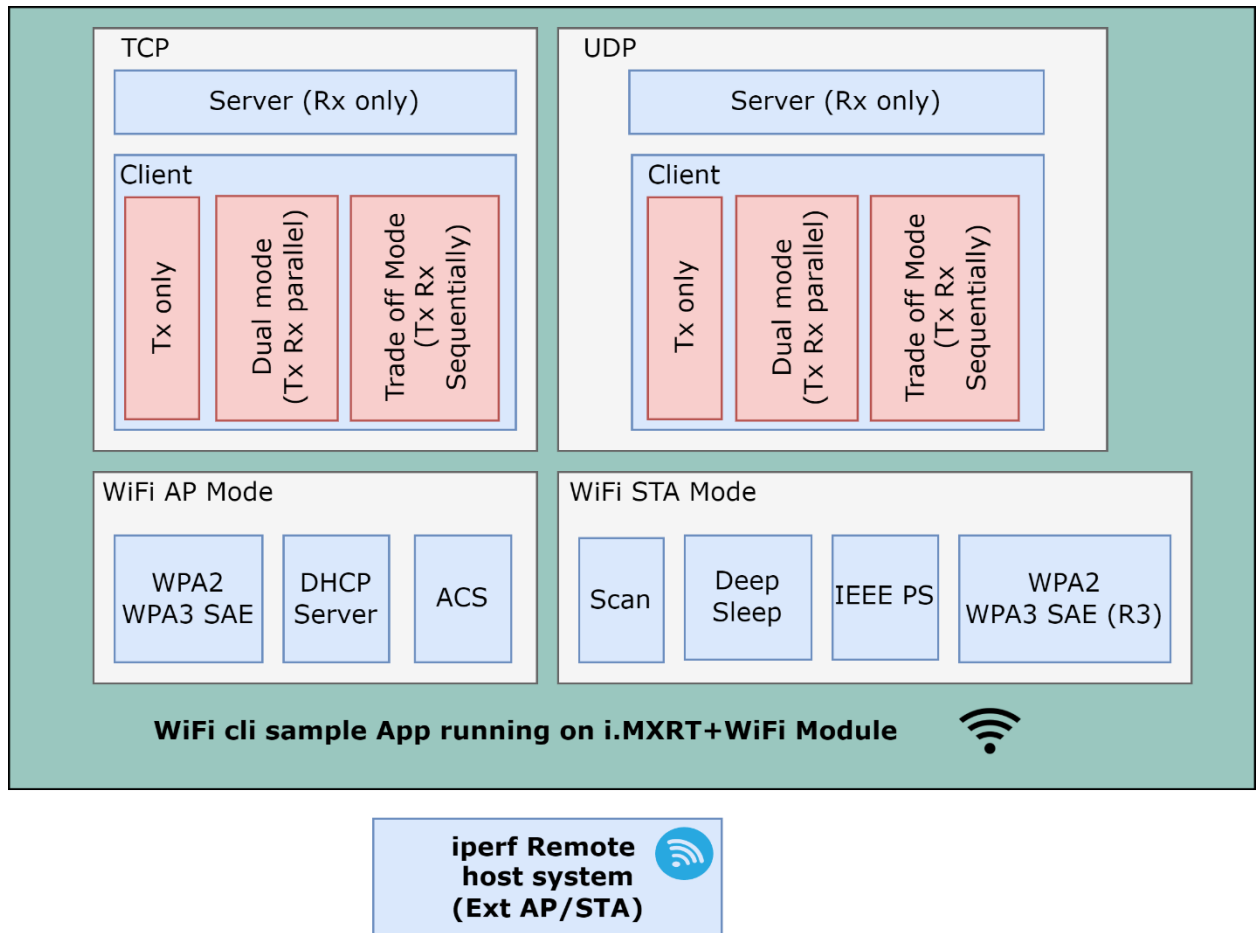 TCP
Server (Rx only)
Client
Tx only
Dual mode
(Tx Rx parallel)
Trade off Mode
(Tx Rx
Sequentially)
UDP
Server (Rx only)
Client
Tx only
Dual mode
(Tx Rx parallel)
Trade off Mode
(Tx Rx
Sequentially)
WiFi AP Mode
WPA2
WPA3 SAE
DHCP
Server
ACS
WiFi STA Mode
Scan
Deep
Sleep
IEEE PS
WPA2
WPA3 SAE (R3)
WiFi cli sample App running on i.MXRT+WiFi Module
iperf Remote
host system
(Ext AP/STA)